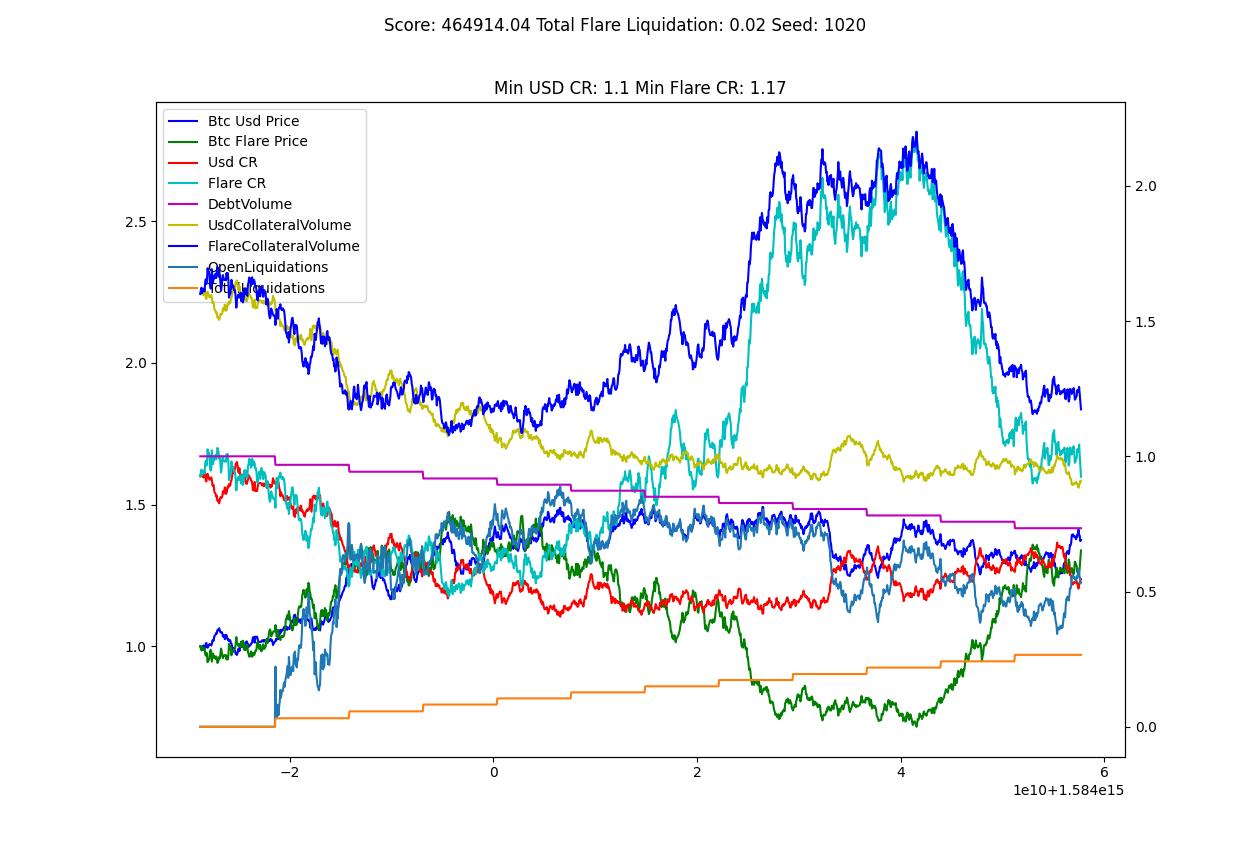 Score: 464914.04 Total Flare Liquidation: 0.02 Seed: 1020
Min USD CR: 1.1 Min Flare CR: 1.17
Btc Usd Price
Btc Flare Price
Usd CR
Flare CR
DebtVolume
UsdCollateralVolume
FlareCollateralVolume
OpenLiquidations
TotalLiquidations
2.5
2.0
1.5
1.0
2.0
1.5
1.0
0.5
0.0
−2
0
2
4
6
1e10+1.584e15